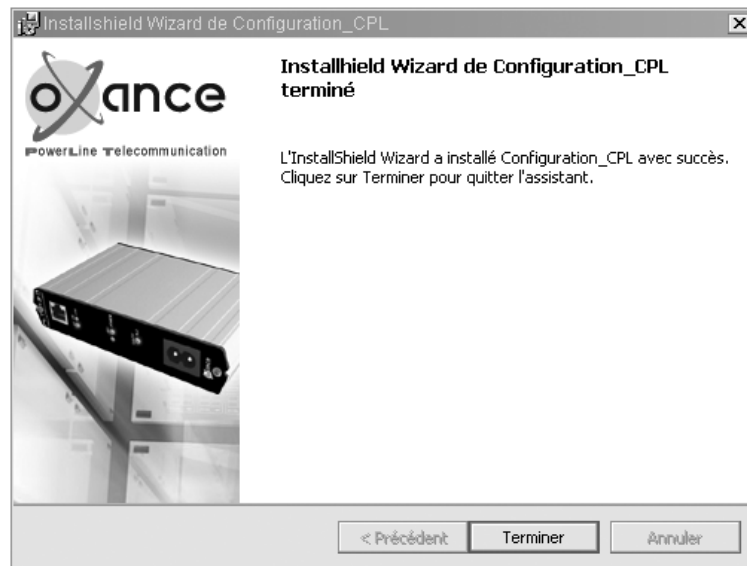 Installshield Wizard de Configuration_CPL
oXance
PowerLine Telecommunication
Installhield Wizard de Configuration_CPL
terminé
L'InstallShield Wizard a installé Configuration_CPL avec succès.
Cliquez sur Terminer pour quitter l'assistant.
< Précédent
Terminer
Annuler